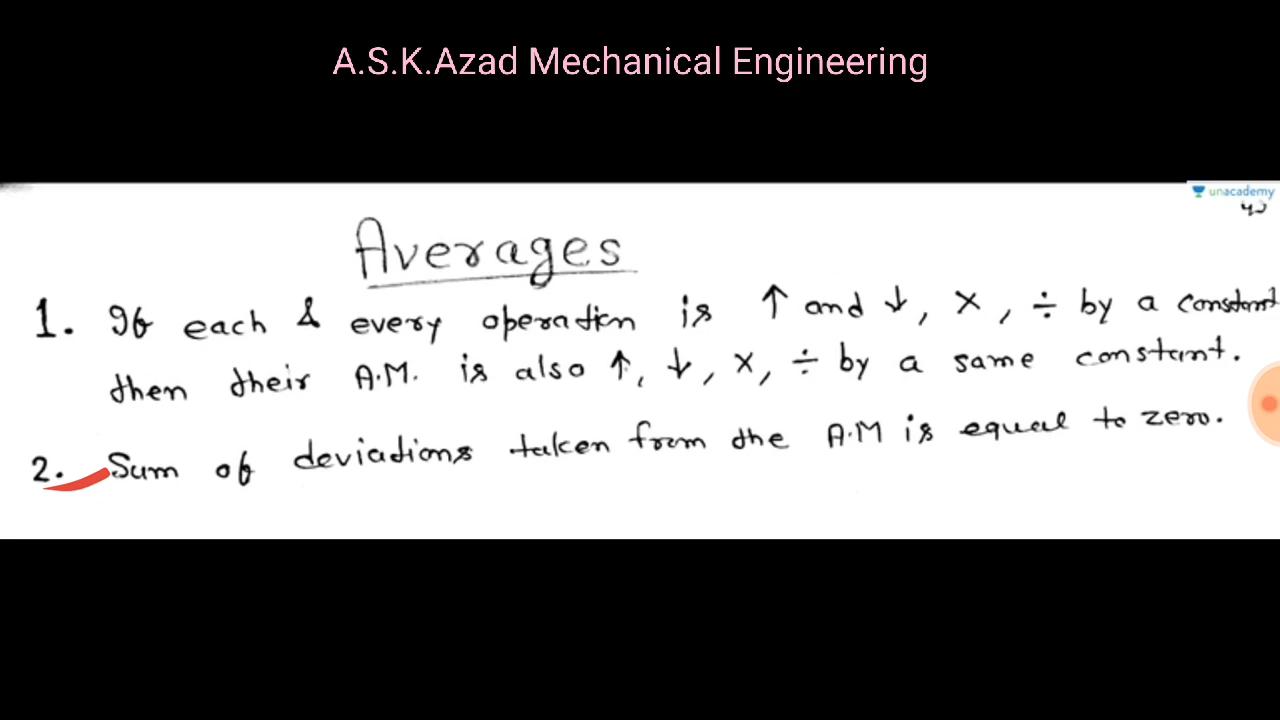 A.S.K.Azad Mechanical Engineering
unacademy
Averages
1. If each & every operation is ↑ and ↓, ×, ÷ by a constant
then their A.M. is also ↑, ↓, ×, ÷ by a same constant.
2. Sum of deviations taken from the A.M is equal to zero.